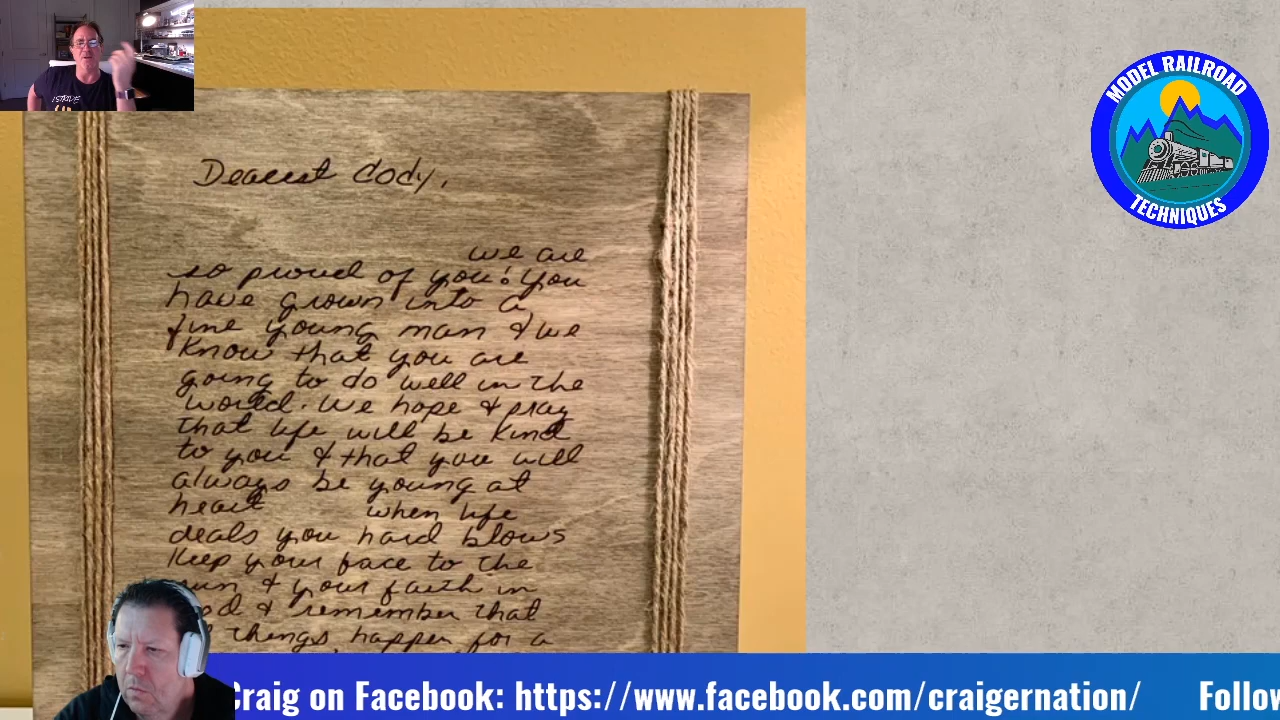 I STRIVE
MODEL RAILROAD
TECHNIQUES
Dearest Cody,
we are
so proud of you! You
have grown into a
fine young man & we
know that you are
going to do well in the
world. We hope & pray
that life will be kind
to you & that you will
always be young at
heart when life
deals you hard blows
keep your face to the
sun & your faith in
& remember that
things happen for a
Craig on Facebook: https://www.facebook.com/craigernation/ Follow